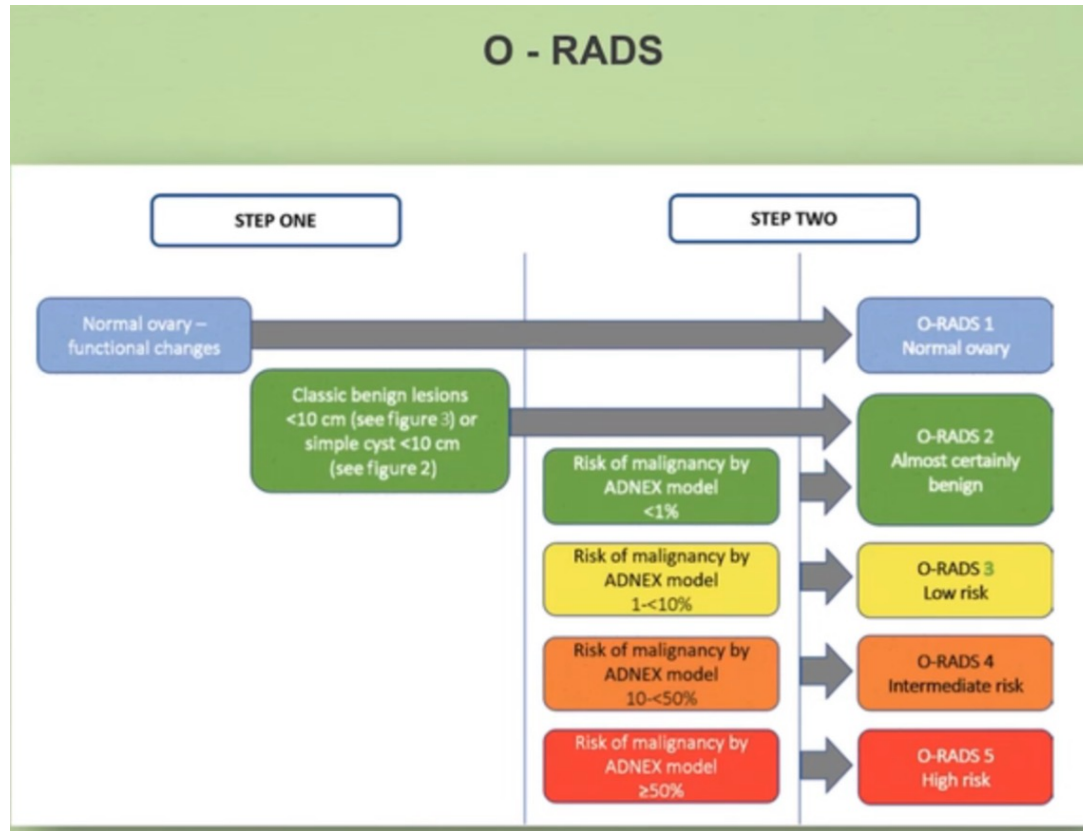 O - RADS
STEP ONE
STEP TWO
Normal ovary –
functional changes
O-RADS 1
Normal ovary
Classic benign lesions
<10 cm (see figure 3) or
simple cyst <10 cm
(see figure 2)
O-RADS 2
Almost certainly
benign
Risk of malignancy by
ADNEX model
<1%
Risk of malignancy by
ADNEX model
1-<10%
O-RADS 3
Low risk
Risk of malignancy by
ADNEX model
10-<50%
O-RADS 4
Intermediate risk
Risk of malignancy by
ADNEX model
≥50%
O-RADS 5
High risk